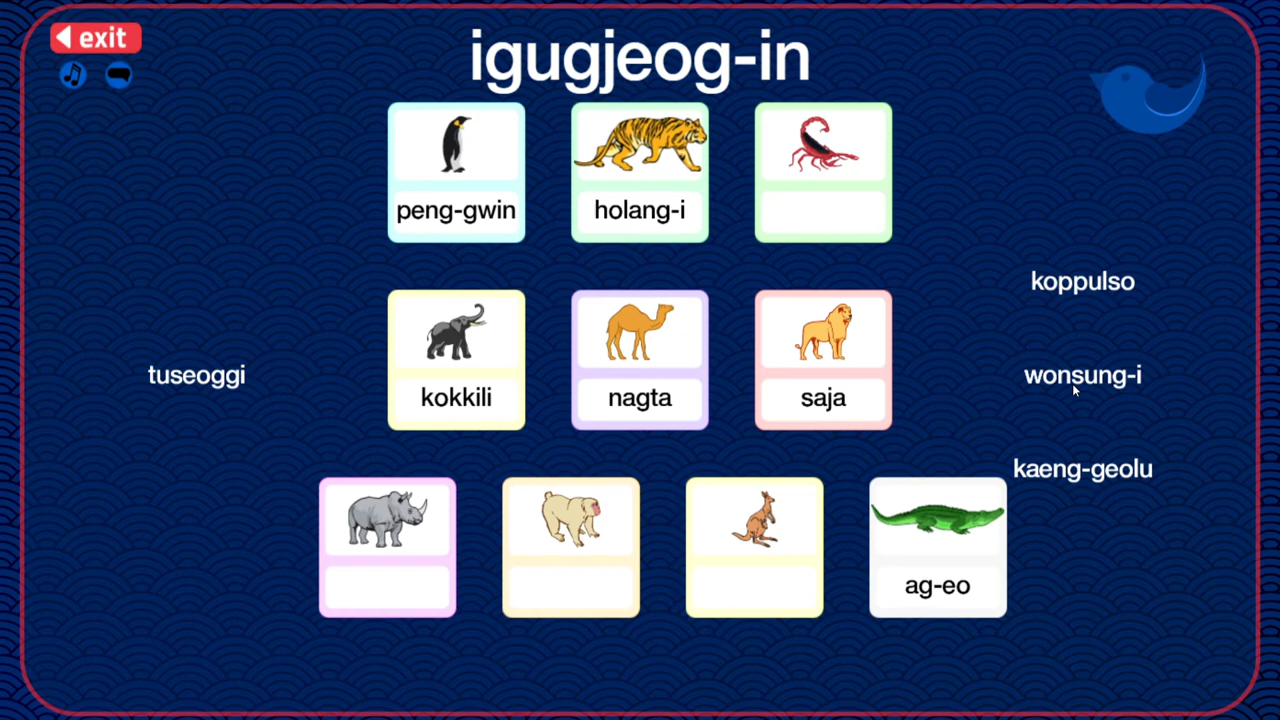 exit
igugjeog-in
peng-gwin
holang-i
koppulso
tuseoggi
kokkili
nagta
saja
wonsung-i
kaeng-geolu
ag-eo